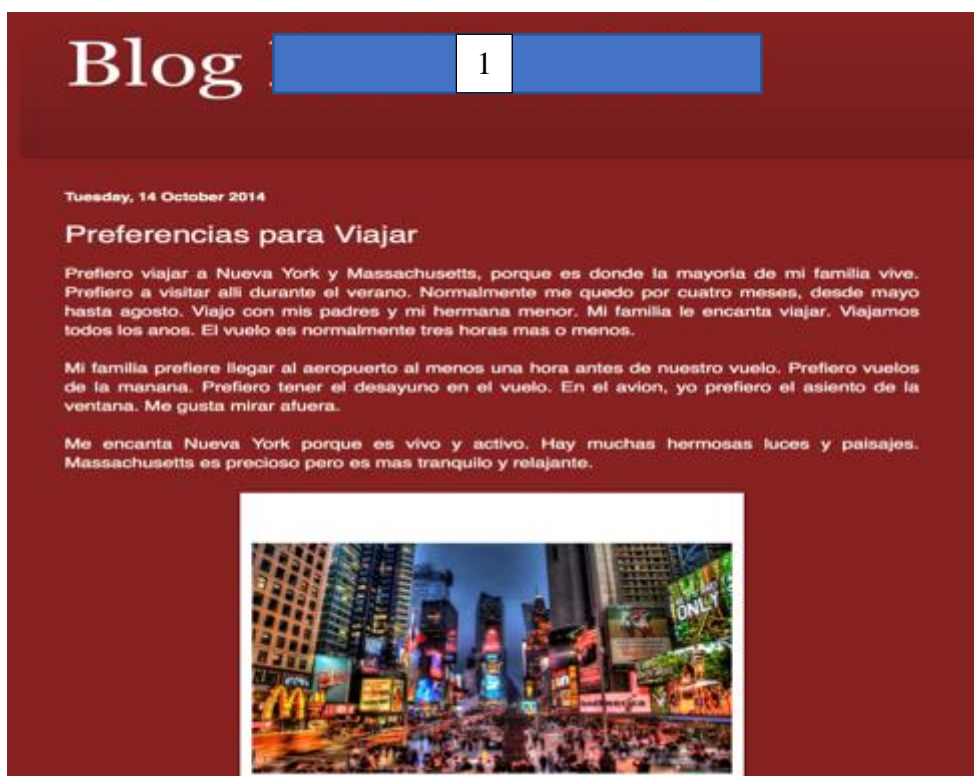 Blog
1
Tuesday, 14 October 2014
Preferencias para Viajar
Prefiero viajar a Nueva York y Massachusetts, porque es donde la mayoria de mi familia vive.
Prefiero a visitar alli durante el verano. Normalmente me quedo por cuatro meses, desde mayo
hasta agosto. Viajo con mis padres y mi hermana menor. Mi familia le encanta viajar. Viajamos
todos los anos. El vuelo es normalmente tres horas mas o menos.
Mi familia prefiere llegar al aeropuerto al menos una hora antes de nuestro vuelo. Prefiero vuelos
de la manana. Prefiero tener el desayuno en el vuelo. En el avion, yo prefiero el asiento de la
ventana. Me gusta mirar afuera.
Me encanta Nueva York porque es vivo y activo. Hay muchas hermosas luces y paisajes.
Massachusetts es precioso pero es mas tranquilo y relajante.
ONLY